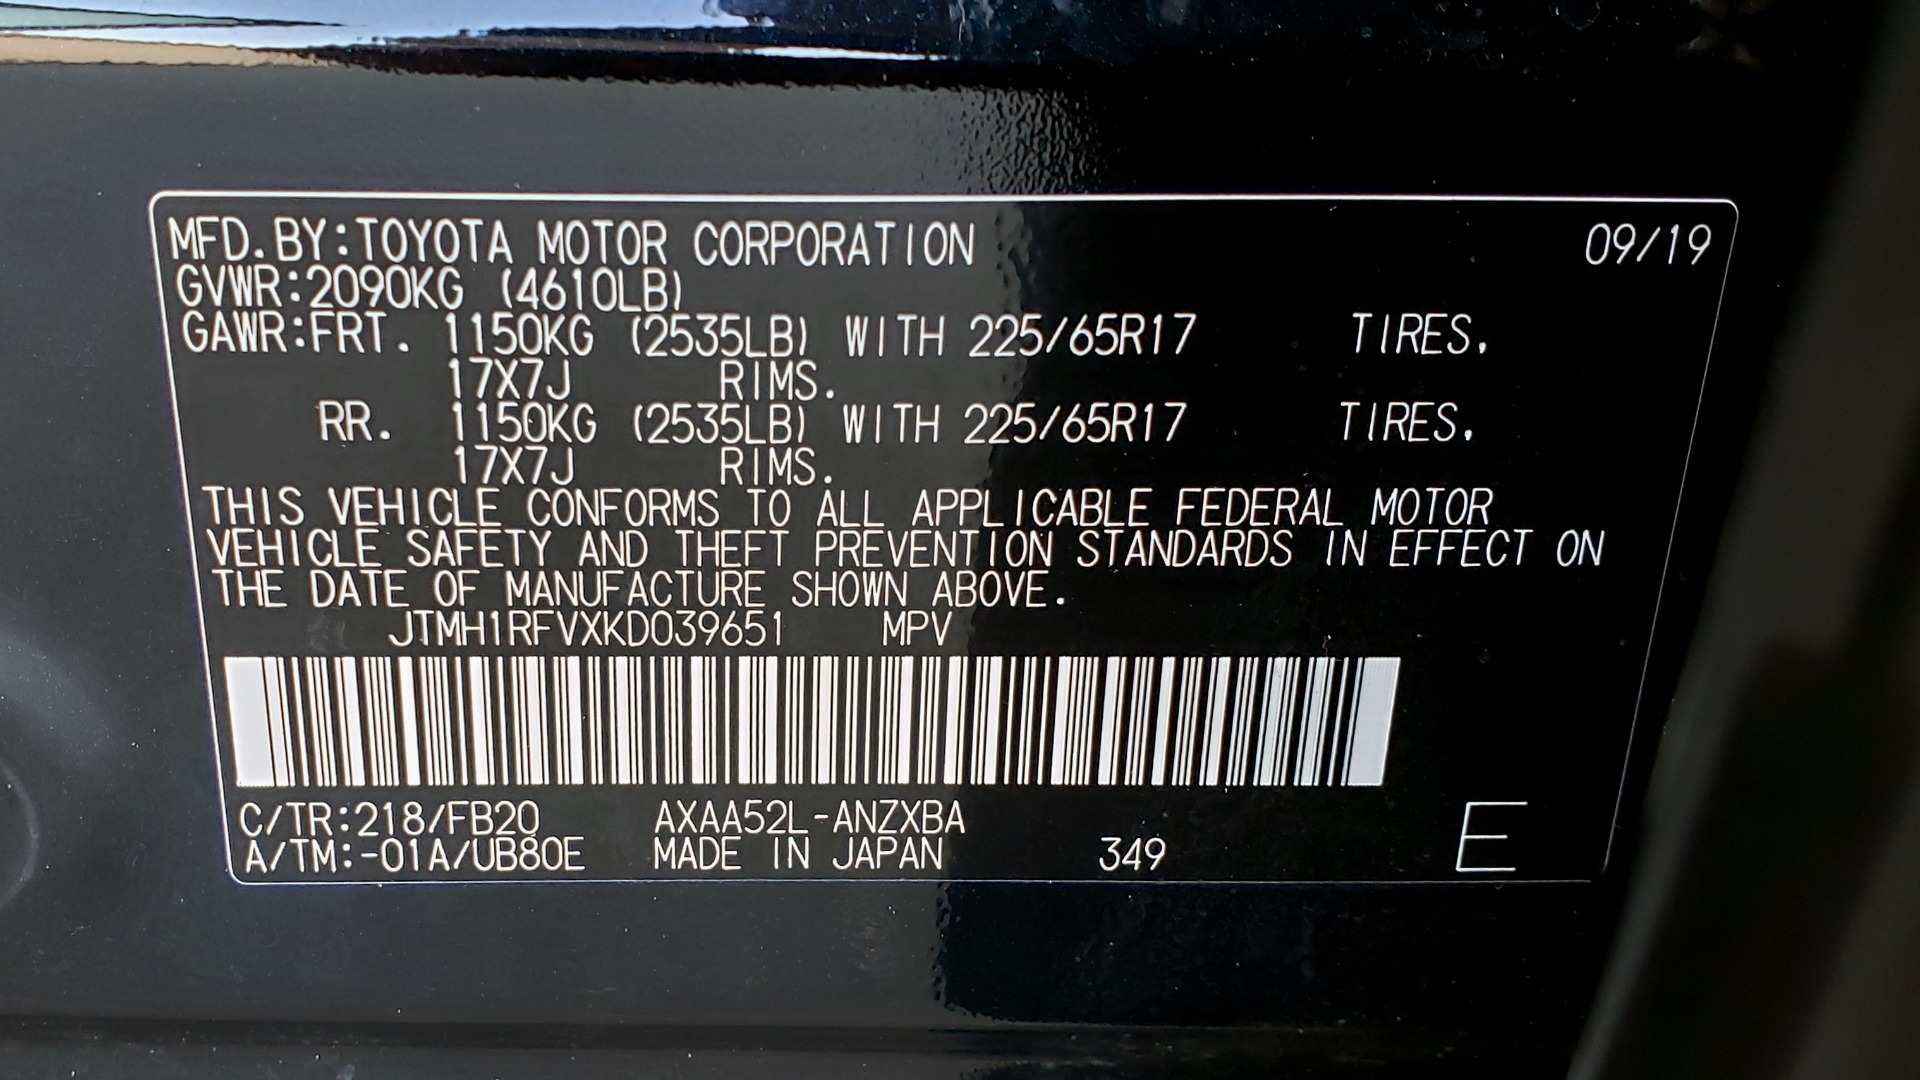 MFD.BY:TOYOTA MOTOR CORPORATION 09/19
GVWR:2090KG (4610LB)
GAWR:FRT. 1150KG (2535LB) WITH 225/65R17 TIRES.
17X7J RIMS.
RR. 1150KG (2535LB) WITH 225/65R17 TIRES.
17X7J RIMS.
THIS VEHICLE CONFORMS TO ALL APPLICABLE FEDERAL MOTOR
VEHICLE SAFETY AND THEFT PREVENTION STANDARDS IN EFFECT ON
THE DATE OF MANUFACTURE SHOWN ABOVE.
JTMH1RFVXKD039651 MPV
C/TR:218/FB20 AXAA52L-ANZXBA
A/TM:-01A/UB80E MADE IN JAPAN 349 E